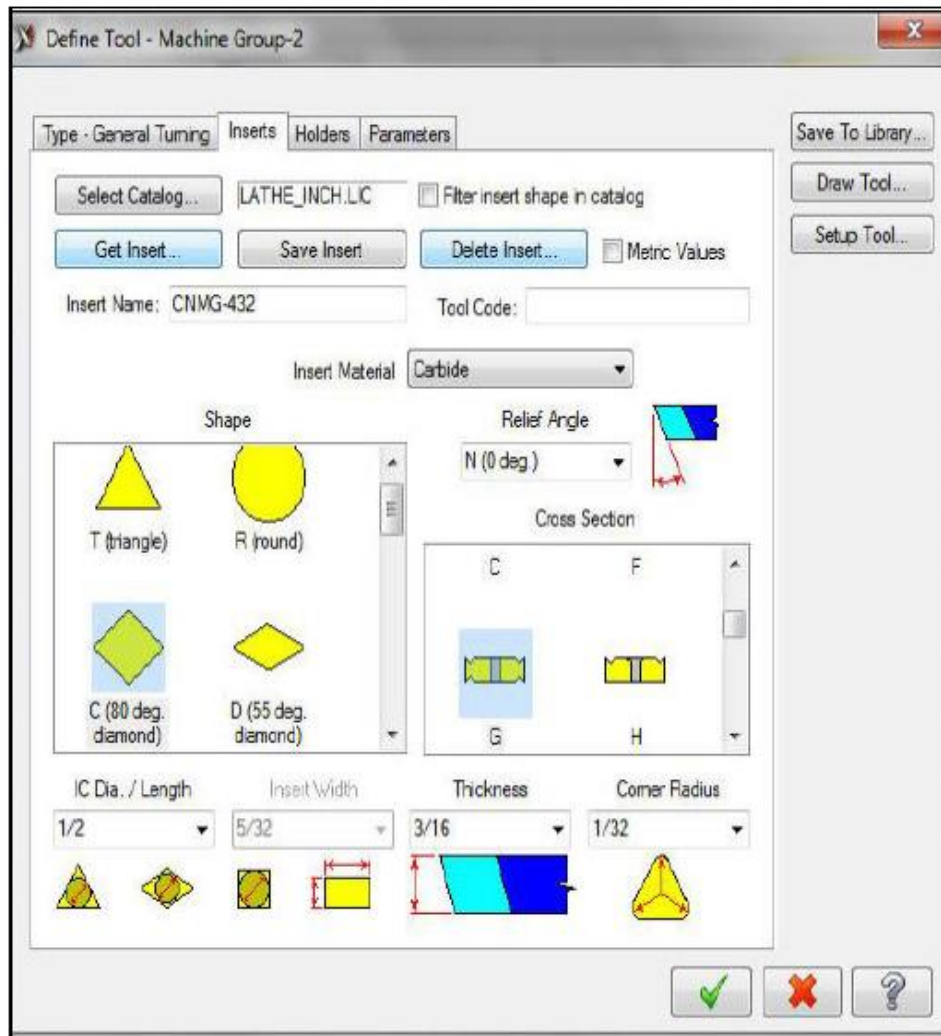 Define Tool - Machine Group-2
Type - General Turning Inserts Holders Parameters
Save To Library...
Draw Tool...
Setup Tool...
Select Catalog... LATHE_INCH.LIC Filter insert shape in catalog
Get Insert... Save Insert Delete Insert... Metric Values
Insert Name: CNMG-432 Tool Code:
Insert Material Carbide
Shape
T (triangle) R (round)
C (80 deg. diamond)
D (55 deg. diamond)
Relief Angle
N (0 deg.)
Cross Section
C F
G H
IC Dia. / Length Insert Width Thickness Corner Radius
1/2 5/32 3/16 1/32